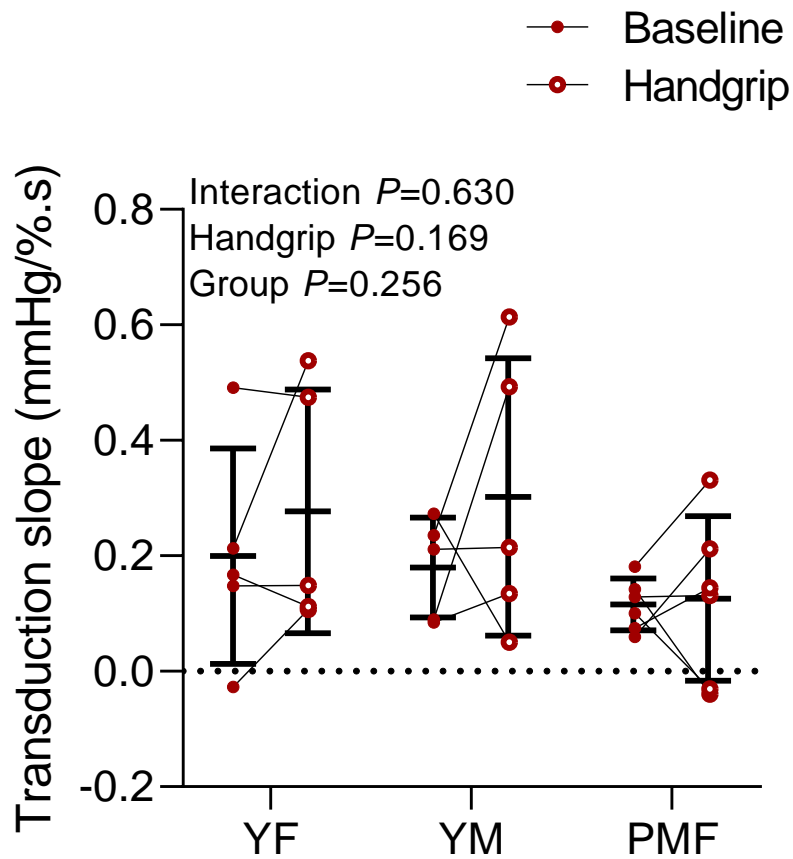 Baseline
Handgrip
Interaction P=0.630
Handgrip P=0.169
Group P=0.256
Transduction slope (mmHg/%.s)
0.8
0.6
0.4
0.2
0.0
-0.2
YF YM PMF